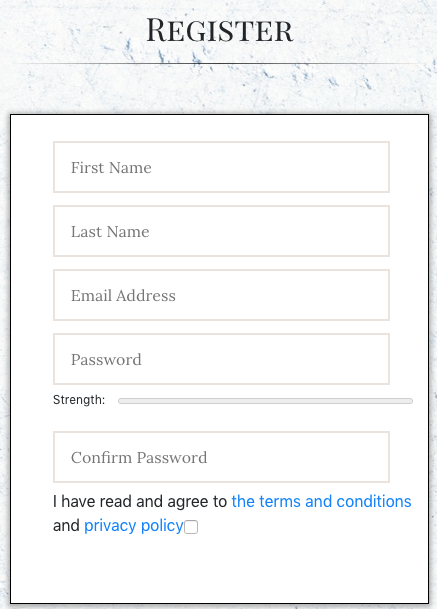 Register
First Name
Last Name
Email Address
Password
Strength:
Confirm Password
I have read and agree to the terms and conditions
and privacy policy